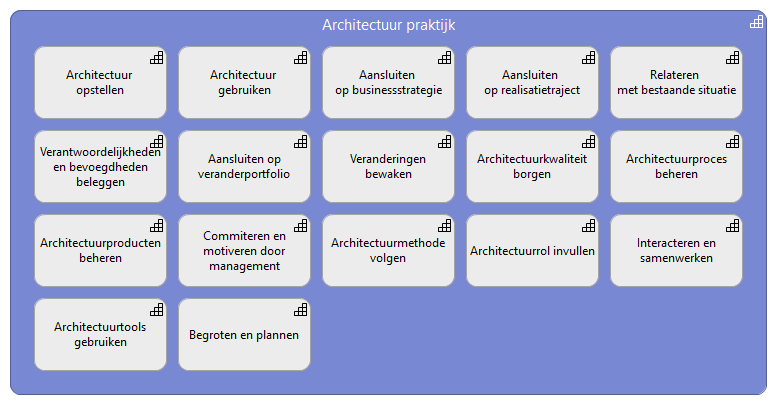 Architectuur praktijk
Architectuur
opstellen
Architectuur
gebruiken
Aansluiten
op businessstrategie
Aansluiten
op realisatietraject
Relateren
met bestaande situatie
Verantwoordelijkheden
en bevoegdheden
beleggen
Aansluiten op
veranderportfolio
Veranderingen
bewaken
Architectuurkwaliteit
borgen
Architectuurproces
beheren
Architectuurproducten
beheren
Commiteren en
motiveren door
management
Architectuurmethode
volgen
Architectuurrol invullen
Interacteren en
samenwerken
Architectuurtools
gebruiken
Begroten en plannen